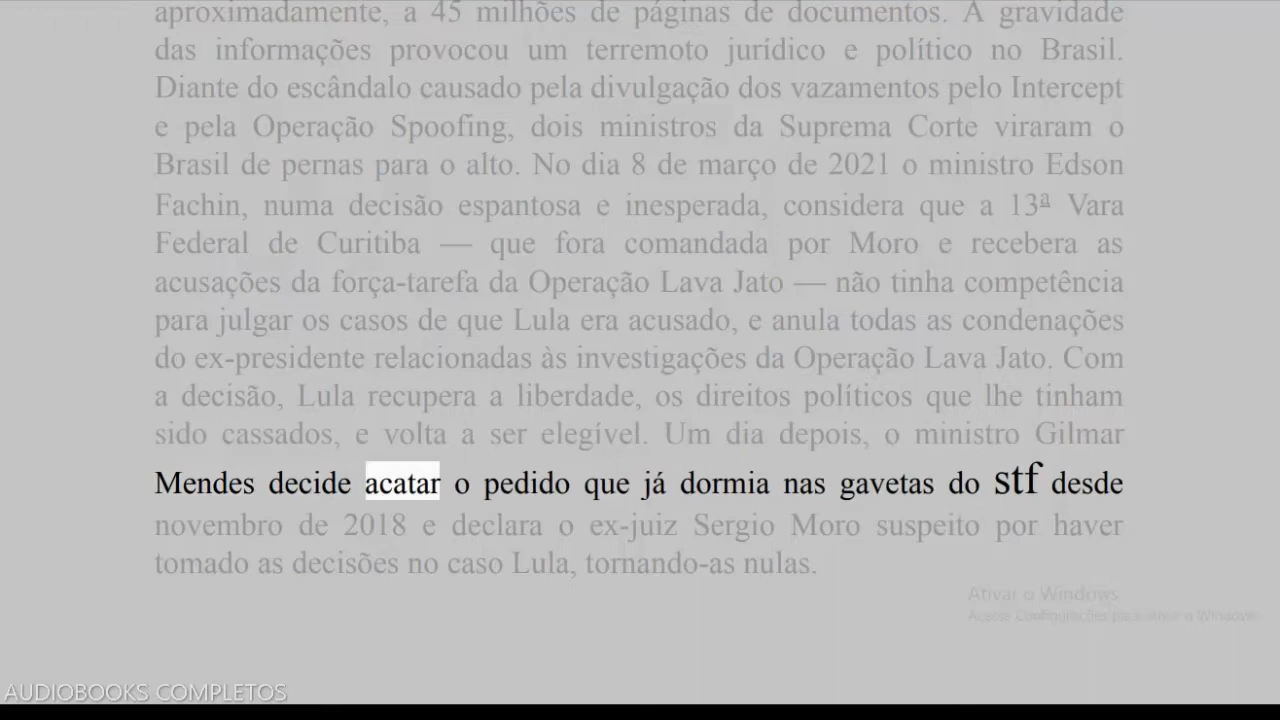 aproximadamente, a 45 milhões de páginas de documentos. A gravidade
das informações provocou um terremoto jurídico e político no Brasil.
Diante do escândalo causado pela divulgação dos vazamentos pelo Intercept
e pela Operação Spoofing, dois ministros da Suprema Corte viraram o
Brasil de pernas para o alto. No dia 8 de março de 2021 o ministro Edson
Fachin, numa decisão espantosa e inesperada, considera que a 13ª Vara
Federal de Curitiba — que fora comandada por Moro e recebera as
acusações da força-tarefa da Operação Lava Jato — não tinha competência
para julgar os casos de que Lula era acusado, e anula todas as condenações
do ex-presidente relacionadas às investigações da Operação Lava Jato. Com
a decisão, Lula recupera a liberdade, os direitos políticos que lhe tinham
sido cassados, e volta a ser elegível. Um dia depois, o ministro Gilmar
Mendes decide acatar o pedido que já dormia nas gavetas do stf desde
novembro de 2018 e declara o ex-juiz Sergio Moro suspeito por haver
tomado as decisões no caso Lula, tornando-as nulas.
Ativar o Windows
Acesse Configurações para ativar o Windows.
AUDIOBOOKS COMPLETOS